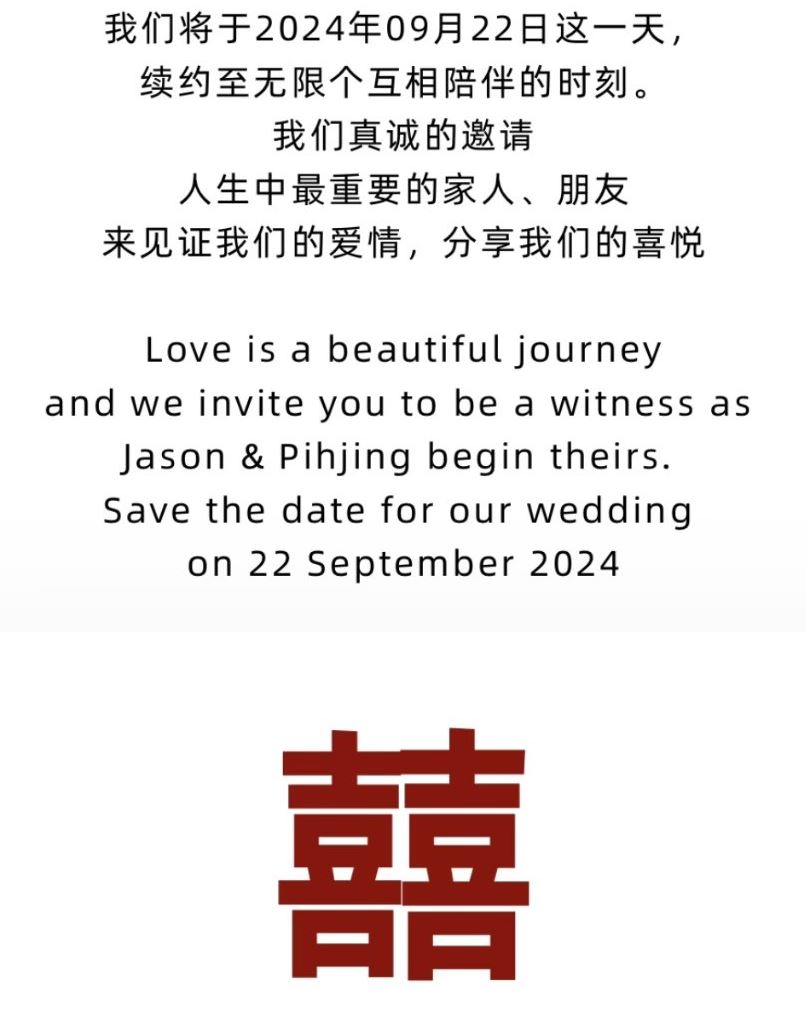 我们将于2024年09月22日这一天，
续约至无限个互相陪伴的时刻。
我们真诚的邀请
人生中最重要的家人、朋友
来见证我们的爱情，分享我们的喜悦
Love is a beautiful journey
and we invite you to be a witness as
Jason & Pihjing begin theirs.
Save the date for our wedding
on 22 September 2024
囍